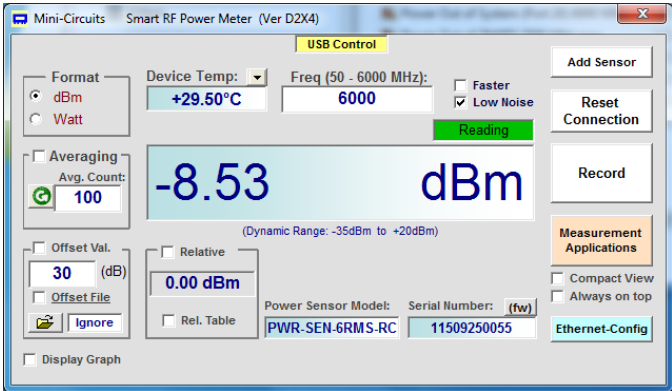 Mini-Circuits Smart RF Power Meter (Ver D2X4)
USB Control
Format
dBm
Watt
Device Temp:
+29.50°C
Freq (50 - 6000 MHz):
6000
Faster
Low Noise
Reading
Add Sensor
Reset
Connection
Record
Measurement
Applications
Compact View
Always on top
Ethernet-Config
Averaging
Avg. Count:
100
-8.53 dBm
(Dynamic Range: -35dBm to +20dBm)
Offset Val.
30 (dB)
Offset File
Ignore
Relative
0.00 dBm
Rel. Table
Power Sensor Model:
PWR-SEN-6RMS-RC
Serial Number: (fw)
11509250055
Display Graph